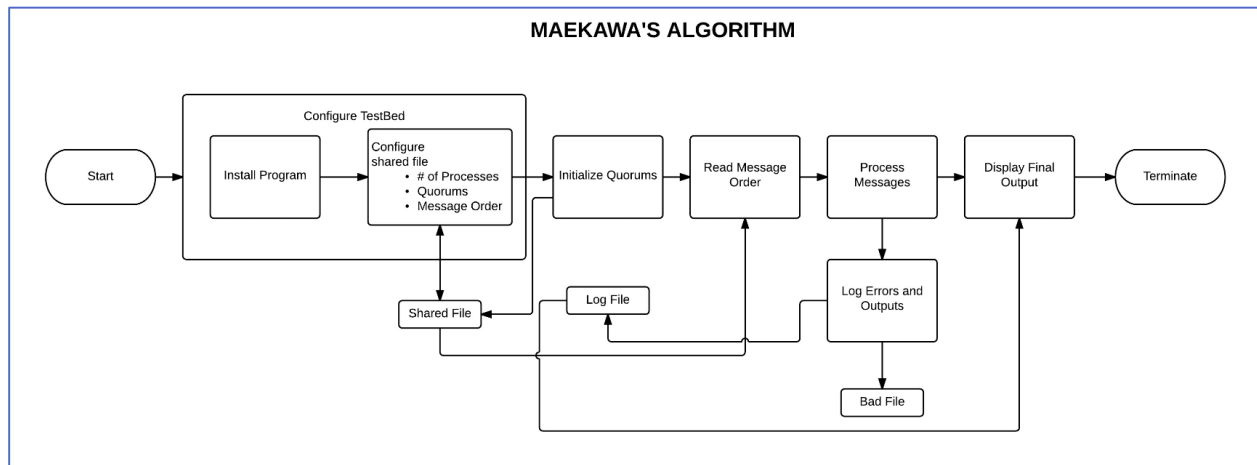 MAEKAWA'S ALGORITHM
Configure TestBed
Start
Install Program
Configure
shared file
• # of Processes
• Quorums
• Message Order
Initialize Quorums
Read Message
Order
Process
Messages
Display Final
Output
Terminate
Shared File
Log File
Log Errors and
Outputs
Bad File